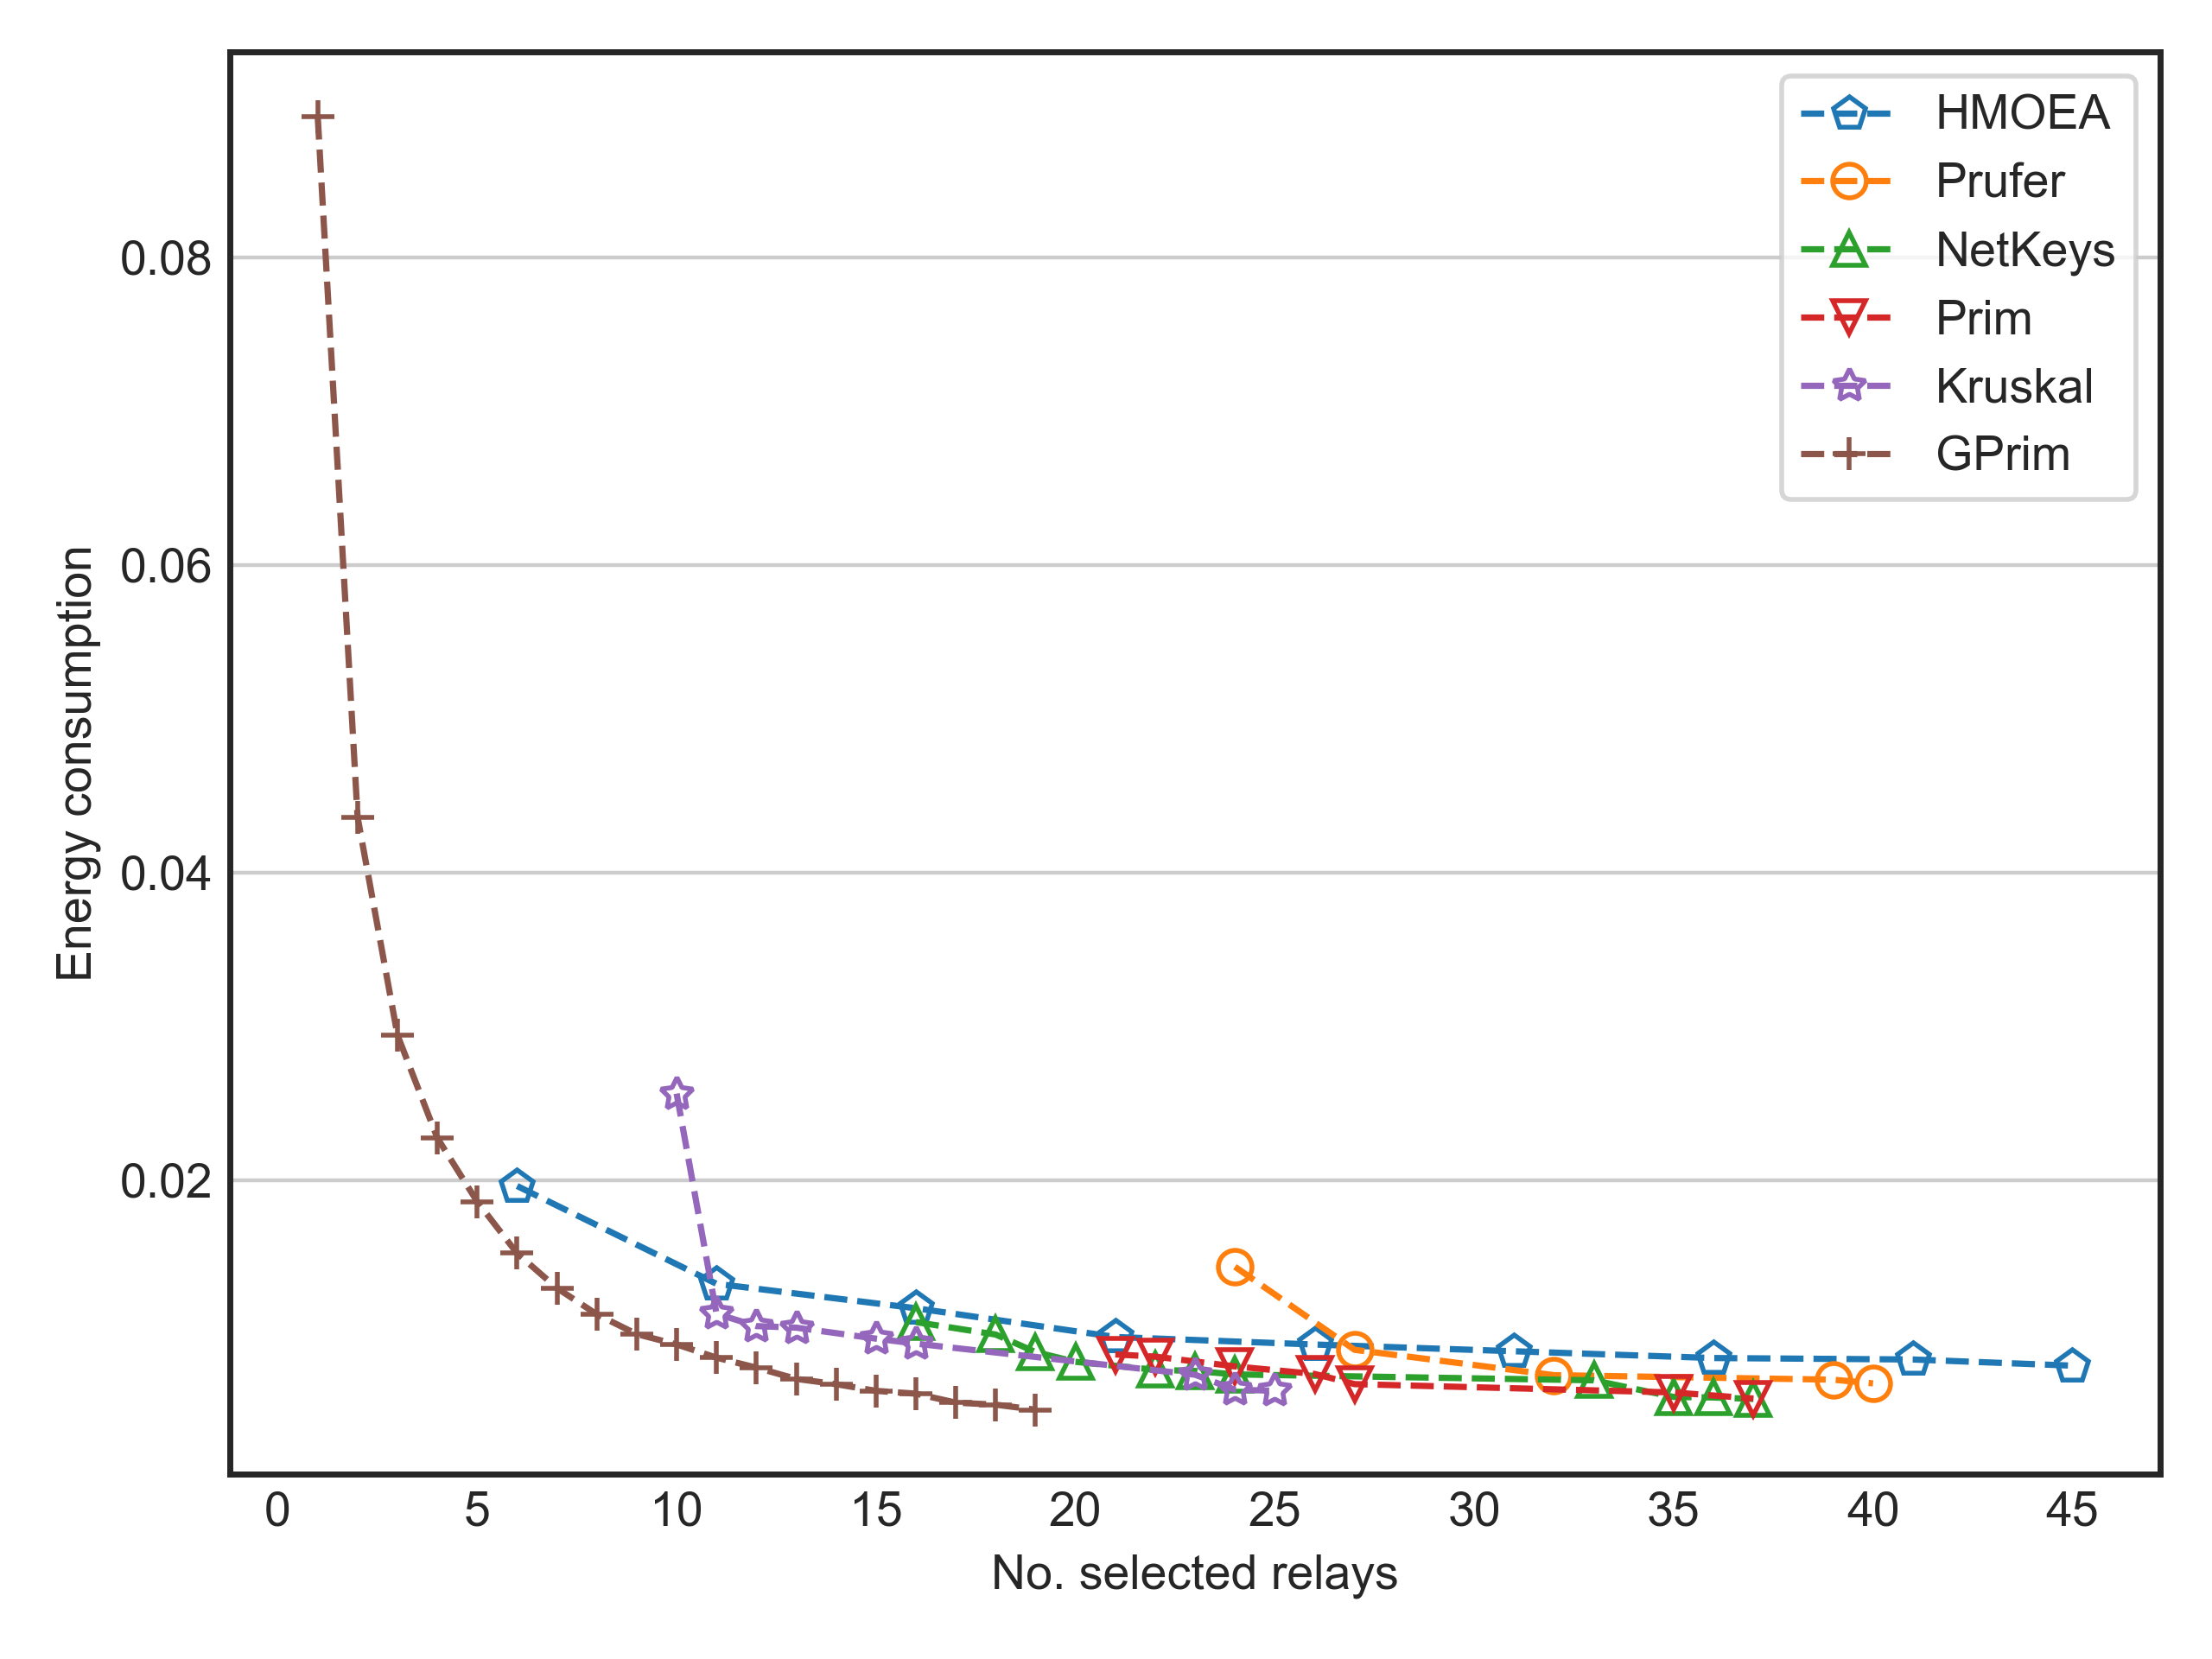 HMOEA
Prufer
NetKeys
Prim
Kruskal
GPrim
0.08
0.06
0.04
0.02
Energy consumption
0 5 10 15 20 25 30 35 40 45
No. selected relays